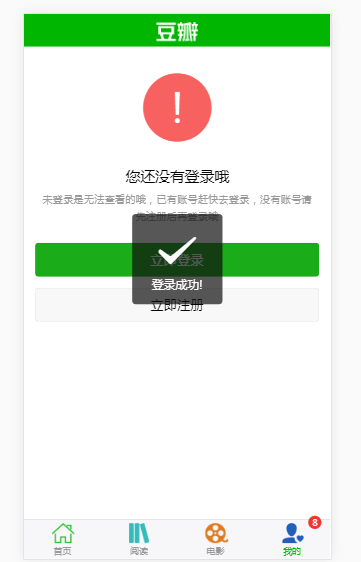 豆瓣
!
您还没有登录哦
未登录是无法查看的哦，已有账号赶快去登录，没有账号请
先注册后再登录哦
立即登录
登录成功!
立即注册
8
首页
阅读
电影
我的